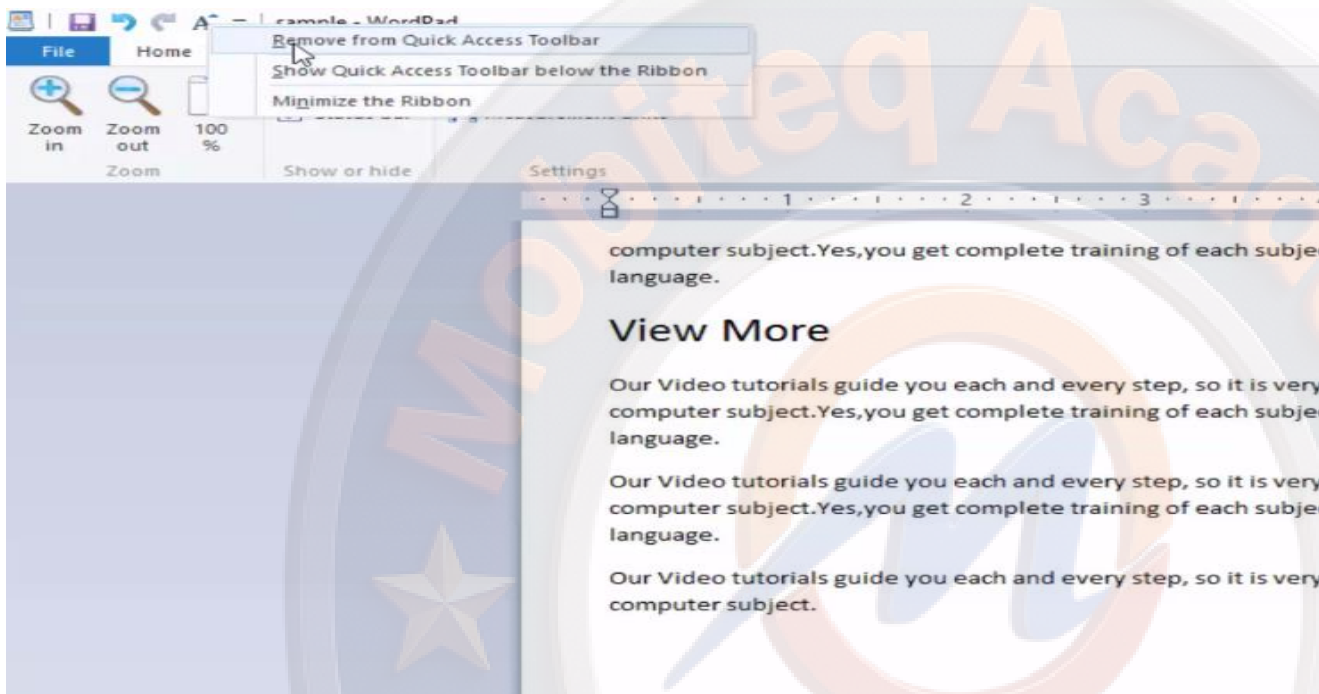 sample - WordPad
Remove from Quick Access Toolbar
File
Home
Show Quick Access Toolbar below the Ribbon
Minimize the Ribbon
Zoom in
Zoom out
100 %
Zoom
Show or hide
Settings
1 2 3
computer subject.Yes,you get complete training of each subje
language.
View More
Our Video tutorials guide you each and every step, so it is very
computer subject.Yes,you get complete training of each subje
language.
Our Video tutorials guide you each and every step, so it is very
computer subject.Yes,you get complete training of each subje
language.
Our Video tutorials guide you each and every step, so it is very
computer subject.
Mobiteq Acad